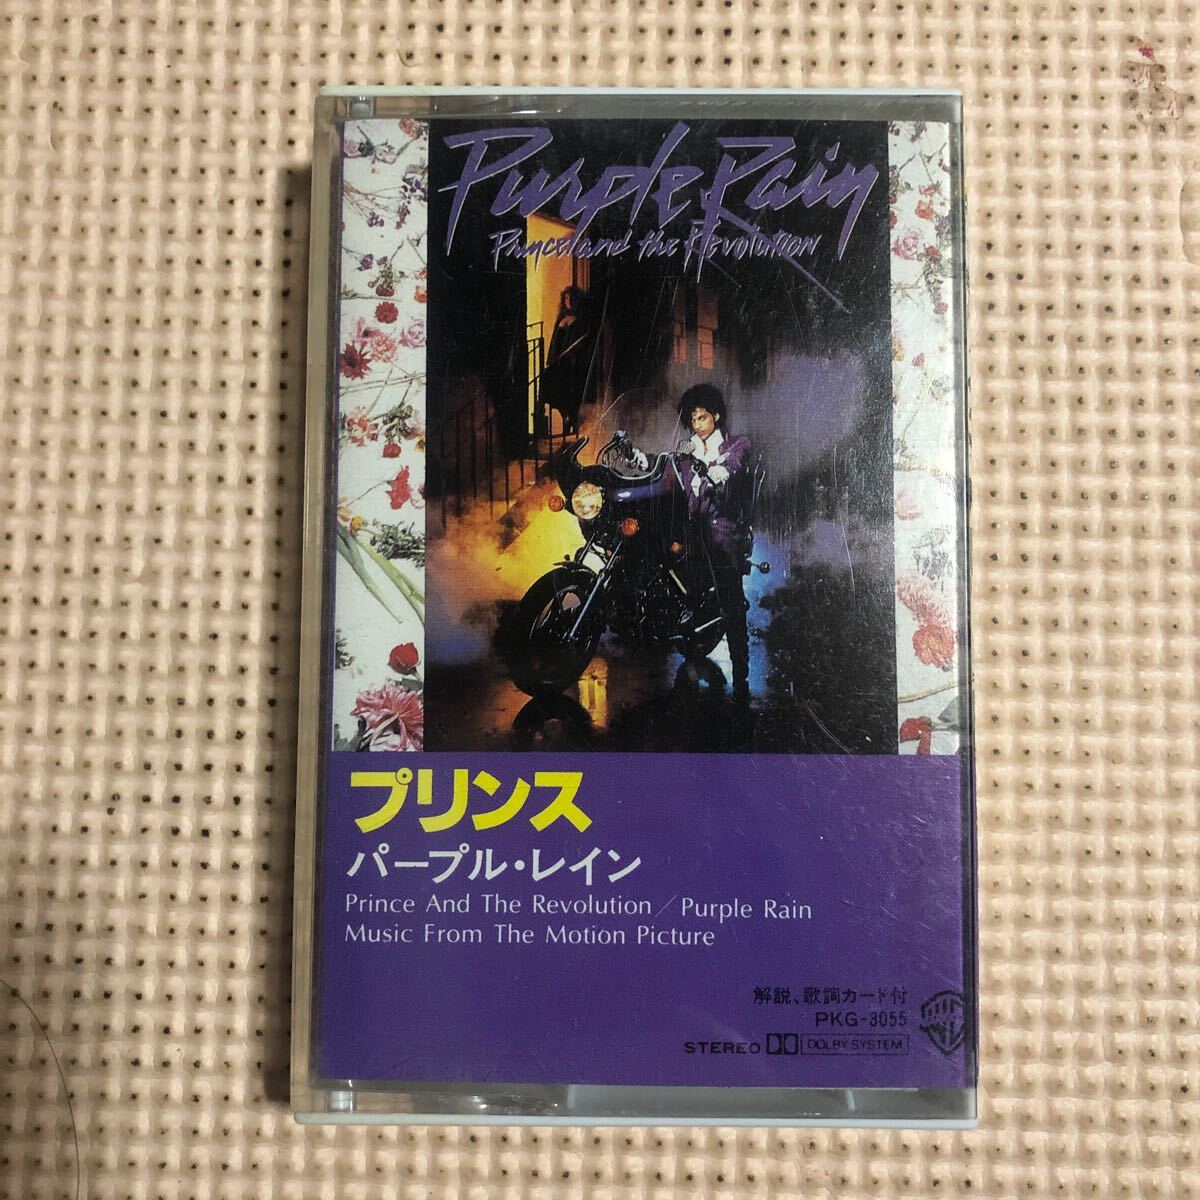 Purple Rain
Prince and the Revolution
プリンス
パープル・レイン
Prince And The Revolution／Purple Rain
Music From The Motion Picture
解説、歌詞カード付
PKG-3055
STEREO DOLBY SYSTEM